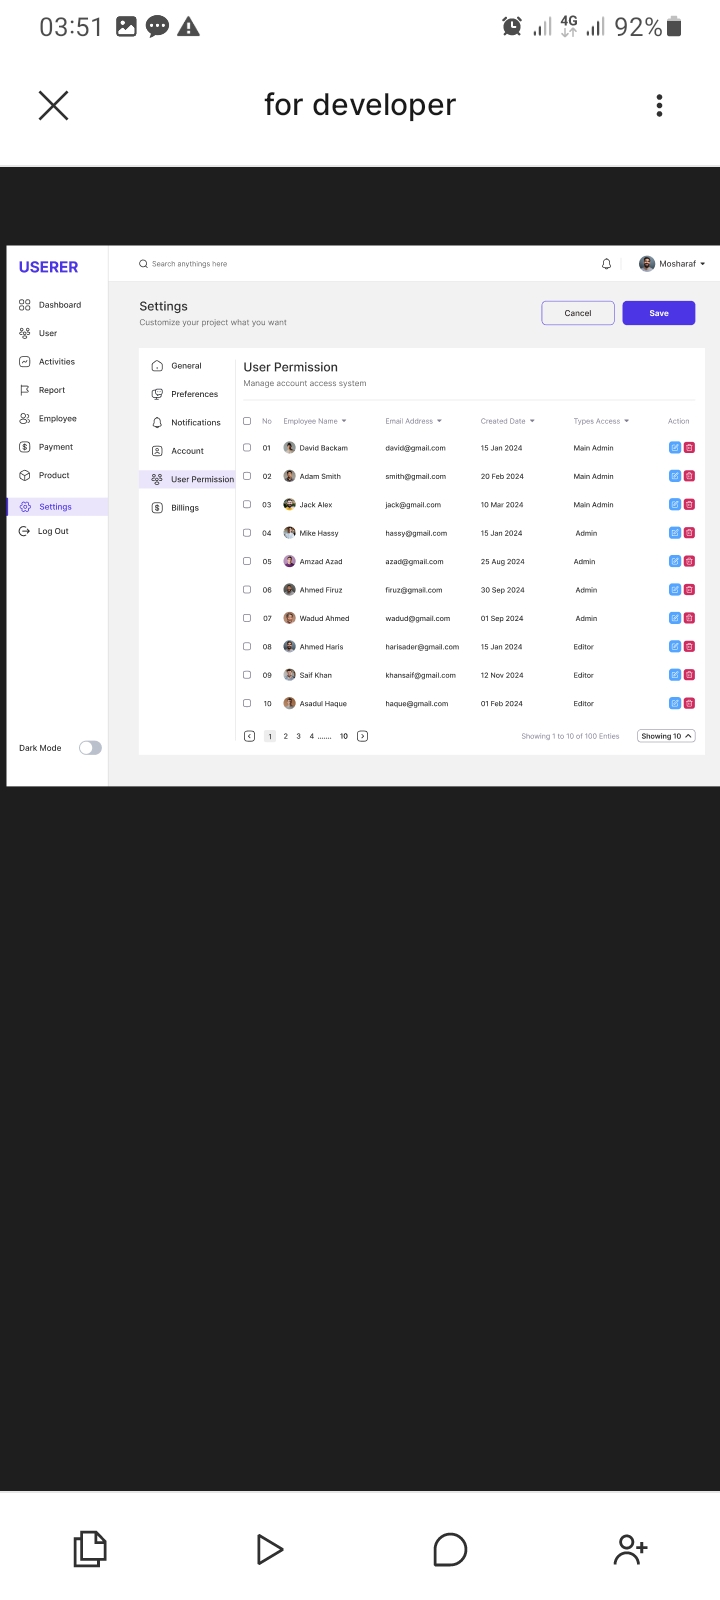 03:51 4G 92%
for developer
USERER
Search anythings here
Mosharaf
Dashboard
User
Activities
Report
Employee
Payment
Product
Settings
Log Out
Dark Mode
Settings
Customize your project what you want
Cancel
Save
General
Preferences
Notifications
Account
User Permission
Billings
User Permission
Manage account access system
No Employee Name Email Address Created Date Types Access Action
01 David Backam david@gmail.com 15 Jan 2024 Main Admin
02 Adam Smith smith@gmail.com 20 Feb 2024 Main Admin
03 Jack Alex jack@gmail.com 10 Mar 2024 Main Admin
04 Mike Hassy hassy@gmail.com 15 Jan 2024 Admin
05 Amzad Azad azad@gmail.com 25 Aug 2024 Admin
06 Ahmed Firuz firuz@gmail.com 30 Sep 2024 Admin
07 Wadud Ahmed wadud@gmail.com 01 Sep 2024 Admin
08 Ahmed Haris harisader@gmail.com 15 Jan 2024 Editor
09 Saif Khan khansaif@gmail.com 12 Nov 2024 Editor
10 Asadul Haque haque@gmail.com 01 Feb 2024 Editor
1 2 3 4 ....... 10
Showing 1 to 10 of 100 Enties
Showing 10